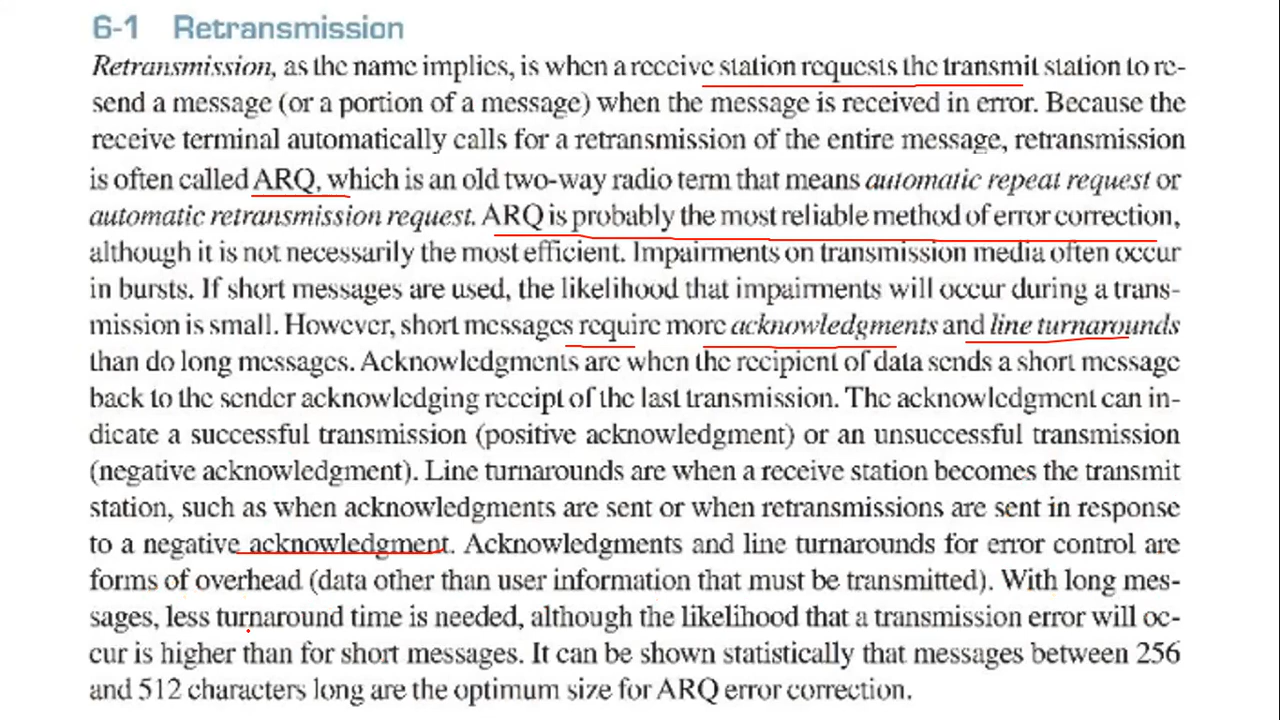 6-1 Retransmission
Retransmission, as the name implies, is when a receive station requests the transmit station to re-
send a message (or a portion of a message) when the message is received in error. Because the
receive terminal automatically calls for a retransmission of the entire message, retransmission
is often called ARQ, which is an old two-way radio term that means automatic repeat request or
automatic retransmission request. ARQ is probably the most reliable method of error correction,
although it is not necessarily the most efficient. Impairments on transmission media often occur
in bursts. If short messages are used, the likelihood that impairments will occur during a trans-
mission is small. However, short messages require more acknowledgments and line turnarounds
than do long messages. Acknowledgments are when the recipient of data sends a short message
back to the sender acknowledging receipt of the last transmission. The acknowledgment can in-
dicate a successful transmission (positive acknowledgment) or an unsuccessful transmission
(negative acknowledgment). Line turnarounds are when a receive station becomes the transmit
station, such as when acknowledgments are sent or when retransmissions are sent in response
to a negative acknowledgment. Acknowledgments and line turnarounds for error control are
forms of overhead (data other than user information that must be transmitted). With long mes-
sages, less turnaround time is needed, although the likelihood that a transmission error will oc-
cur is higher than for short messages. It can be shown statistically that messages between 256
and 512 characters long are the optimum size for ARQ error correction.